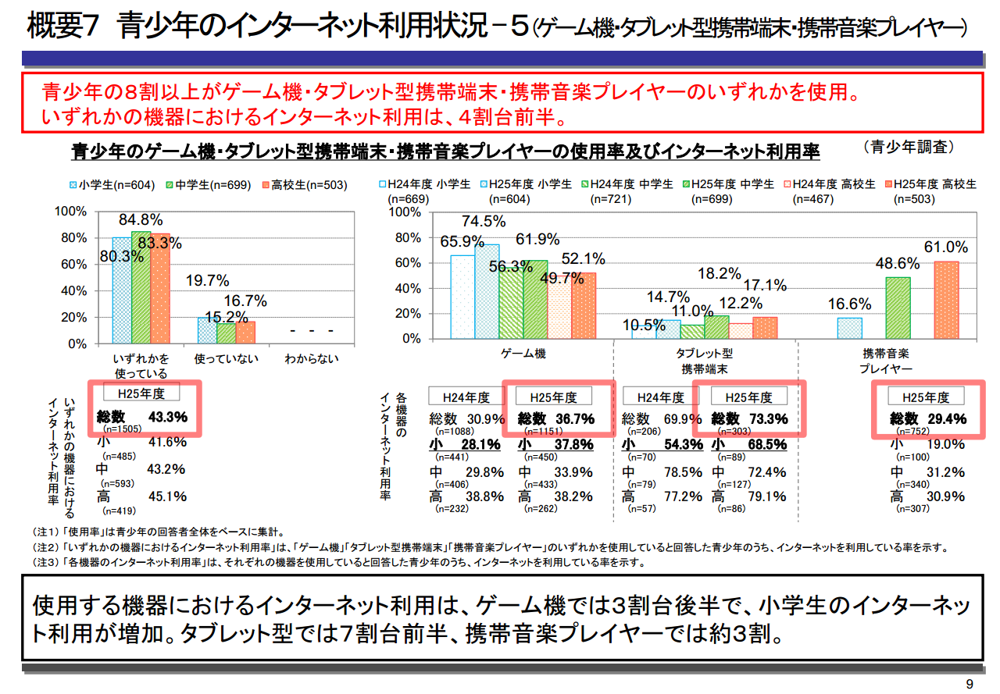 概要7　青少年のインターネット利用状況－5（ゲーム機・タブレット型携帯端末・携帯音楽プレイヤー）
青少年の８割以上がゲーム機・タブレット型携帯端末・携帯音楽プレイヤーのいずれかを使用。
いずれかの機器におけるインターネット利用は、４割台前半。
青少年のゲーム機・タブレット型携帯端末・携帯音楽プレイヤーの使用率及びインターネット利用率
（青少年調査）
小学生(n=604) 中学生(n=699) 高校生(n=503)
100%
80%
60%
40%
20%
0%
84.8%
83.3%
80.3%
19.7%
16.7%
15.2%
- - -
いずれかを
使っている
使っていない
わからない
H24年度 小学生 H25年度 小学生 H24年度 中学生 H25年度 中学生 H24年度 高校生 H25年度 高校生
(n=669) (n=604) (n=721) (n=699) (n=467) (n=503)
100%
80%
60%
40%
20%
0%
74.5%
65.9%
61.9%
56.3%
52.1%
49.7%
18.2%
17.1%
14.7%
12.2%
11.0%
10.5%
61.0%
48.6%
16.6%
ゲーム機
タブレット型
携帯端末
携帯音楽
プレイヤー
いずれかの機器における
インターネット利用率
H25年度
総数 43.3%
(n=1505)
小 41.6%
(n=485)
中 43.2%
(n=593)
高 45.1%
(n=419)
各機器の
インターネット利用率
H24年度
総数 30.9%
(n=1088)
小 28.1%
(n=441)
中 29.8%
(n=406)
高 38.8%
(n=232)
H25年度
総数 36.7%
(n=1151)
小 37.8%
(n=450)
中 33.9%
(n=433)
高 38.2%
(n=262)
H24年度
総数 69.9%
(n=206)
小 54.3%
(n=70)
中 78.5%
(n=79)
高 77.2%
(n=57)
H25年度
総数 73.3%
(n=303)
小 68.5%
(n=89)
中 72.4%
(n=127)
高 79.1%
(n=86)
H25年度
総数 29.4%
(n=752)
小 19.0%
(n=100)
中 31.2%
(n=340)
高 30.9%
(n=307)
（注１）「使用率」は青少年の回答者全体をベースに集計。
（注２）「いずれかの機器におけるインターネット利用率」は、「ゲーム機」「タブレット型携帯端末」「携帯音楽プレイヤー」のいずれかを使用していると回答した青少年のうち、インターネットを利用している率を示す。
（注３）「各機器のインターネット利用率」は、それぞれの機器を使用していると回答した青少年のうち、インターネットを利用している率を示す。
使用する機器におけるインターネット利用は、ゲーム機では３割台後半で、小学生のインターネッ
ト利用が増加。タブレット型では７割台前半、携帯音楽プレイヤーでは約３割。
9